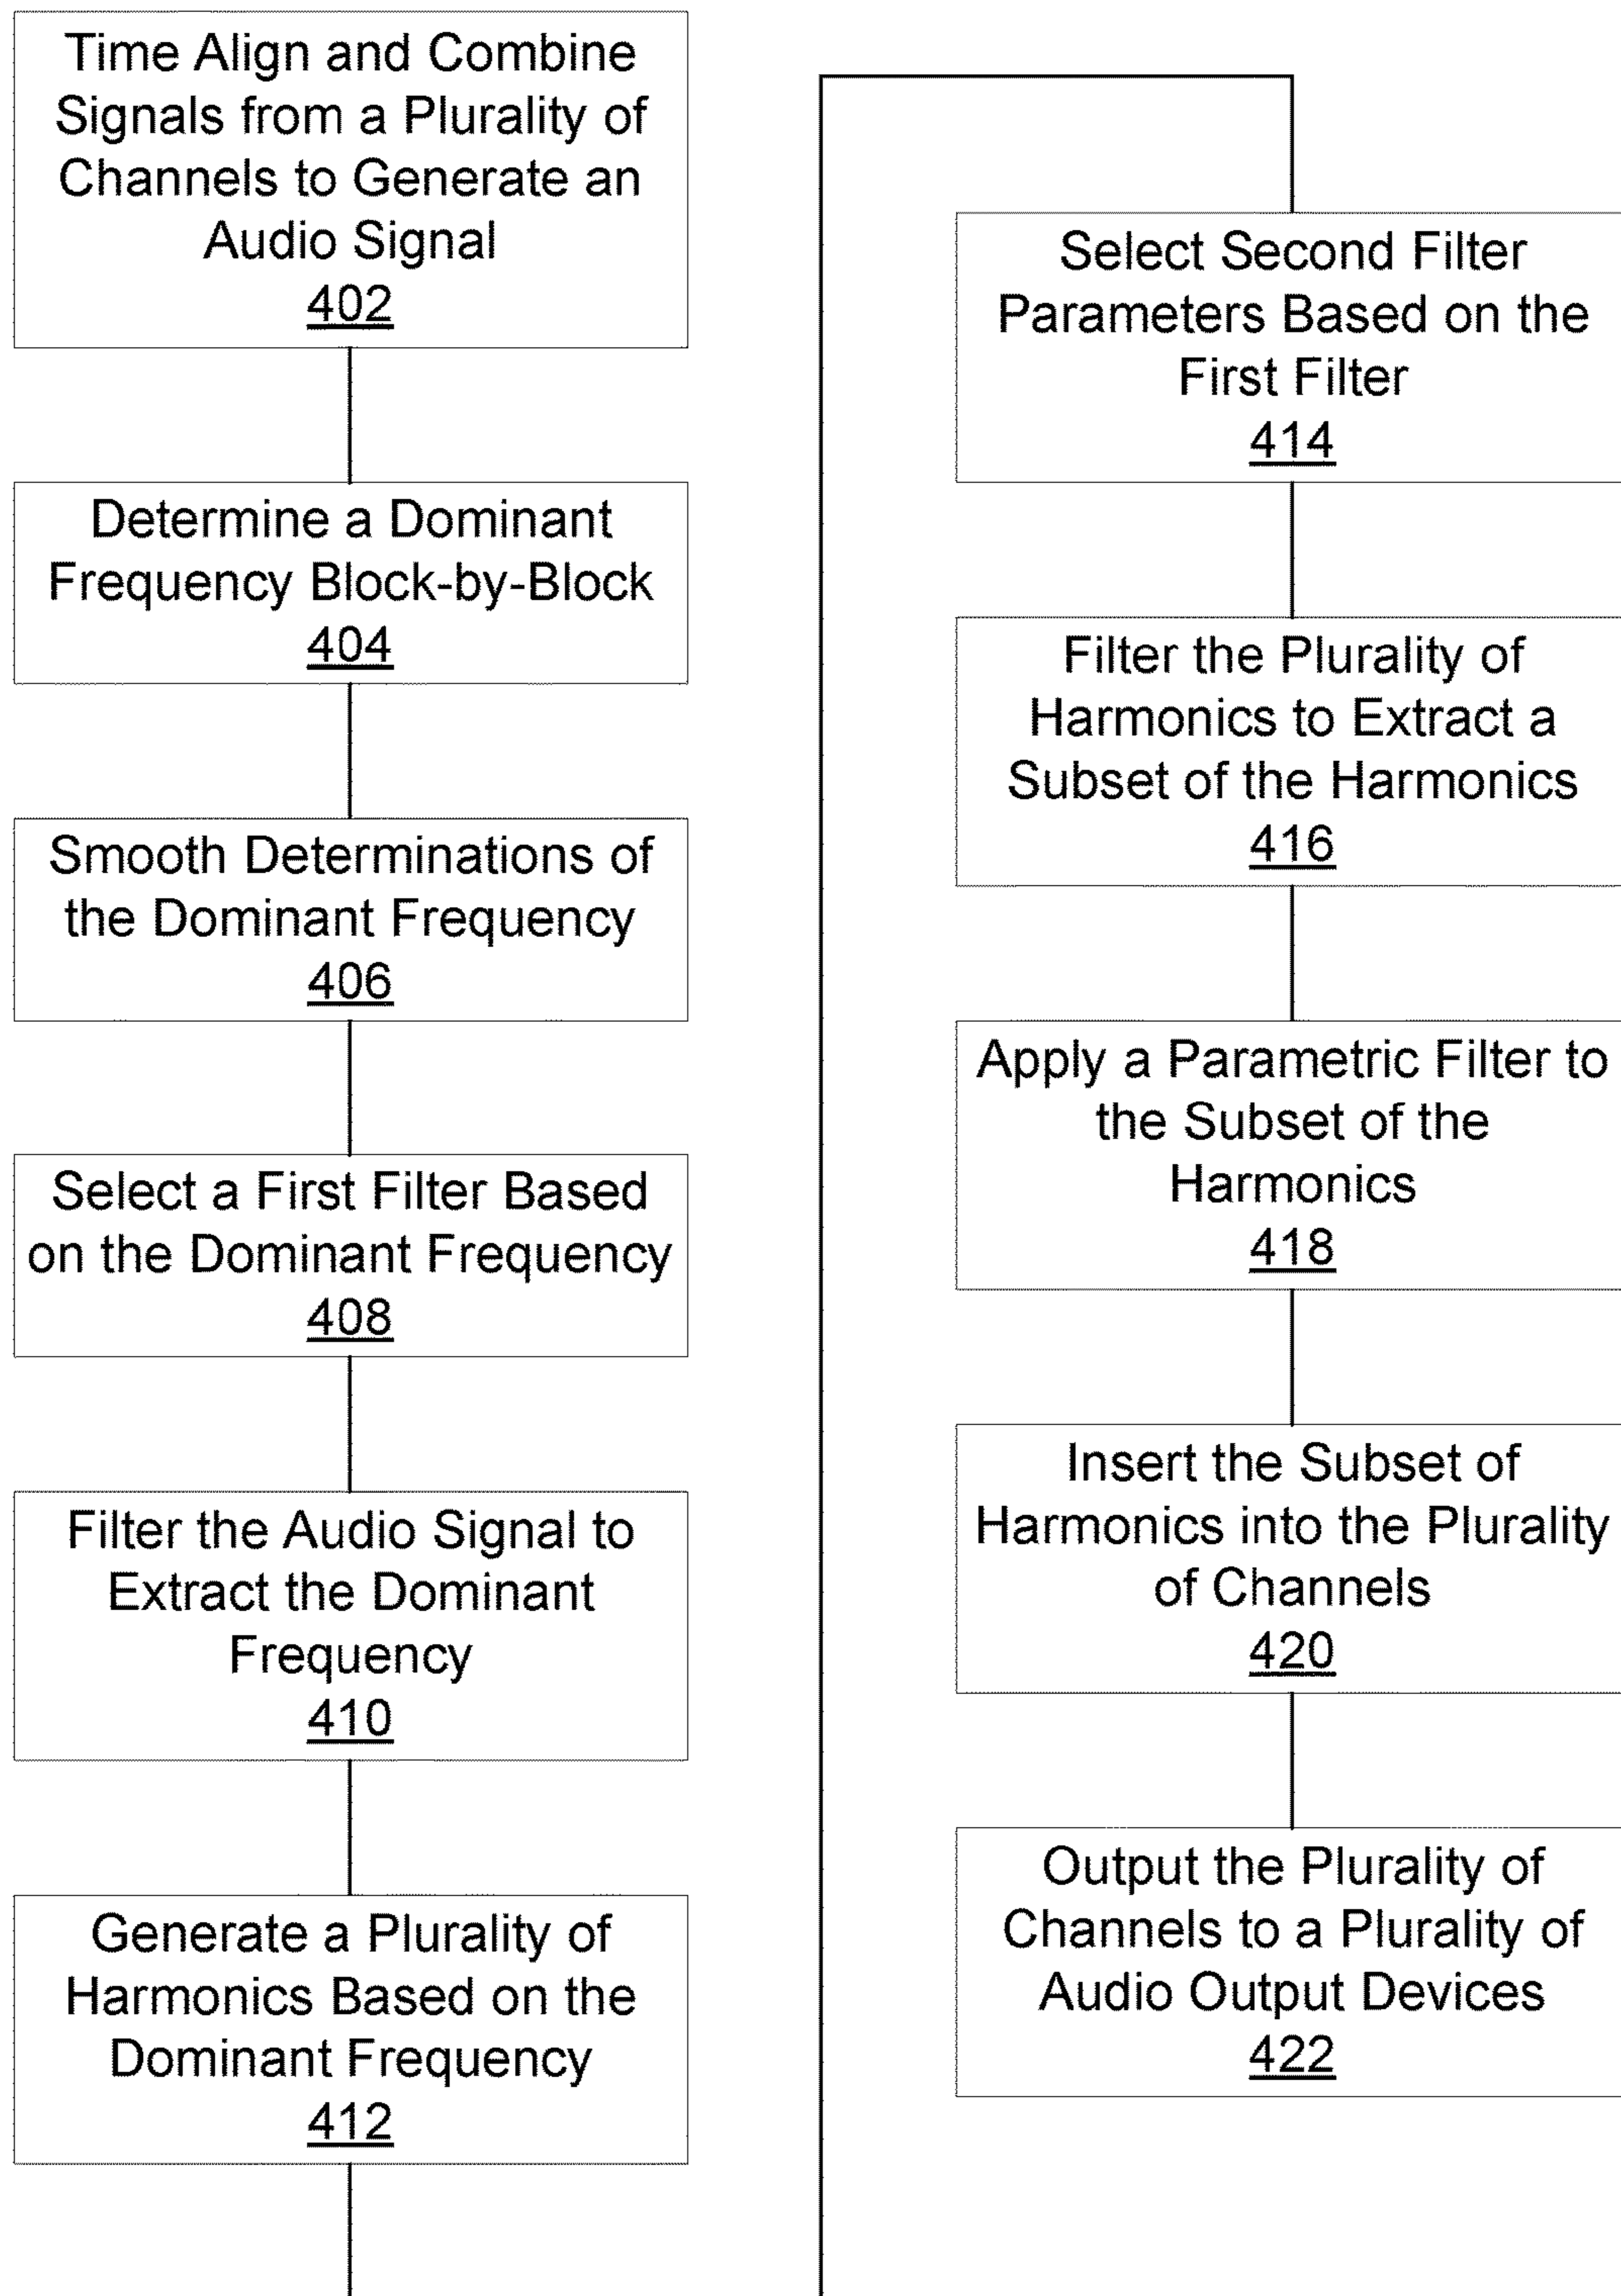 Time Align and Combine
Signals from a Plurality of
Channels to Generate an
Audio Signal
402
Determine a Dominant
Frequency Block-by-Block
404
Smooth Determinations of
the Dominant Frequency
406
Select a First Filter Based
on the Dominant Frequency
408
Filter the Audio Signal to
Extract the Dominant
Frequency
410
Generate a Plurality of
Harmonics Based on the
Dominant Frequency
412
Select Second Filter
Parameters Based on the
First Filter
414
Filter the Plurality of
Harmonics to Extract a
Subset of the Harmonics
416
Apply a Parametric Filter to
the Subset of the
Harmonics
418
Insert the Subset of
Harmonics into the Plurality
of Channels
420
Output the Plurality of
Channels to a Plurality of
Audio Output Devices
422